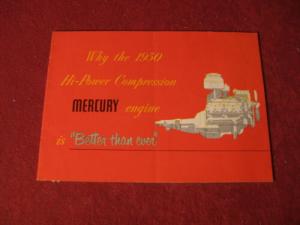 Why the 1950
Hi-Power Compression
MERCURY engine
is "Better than ever"